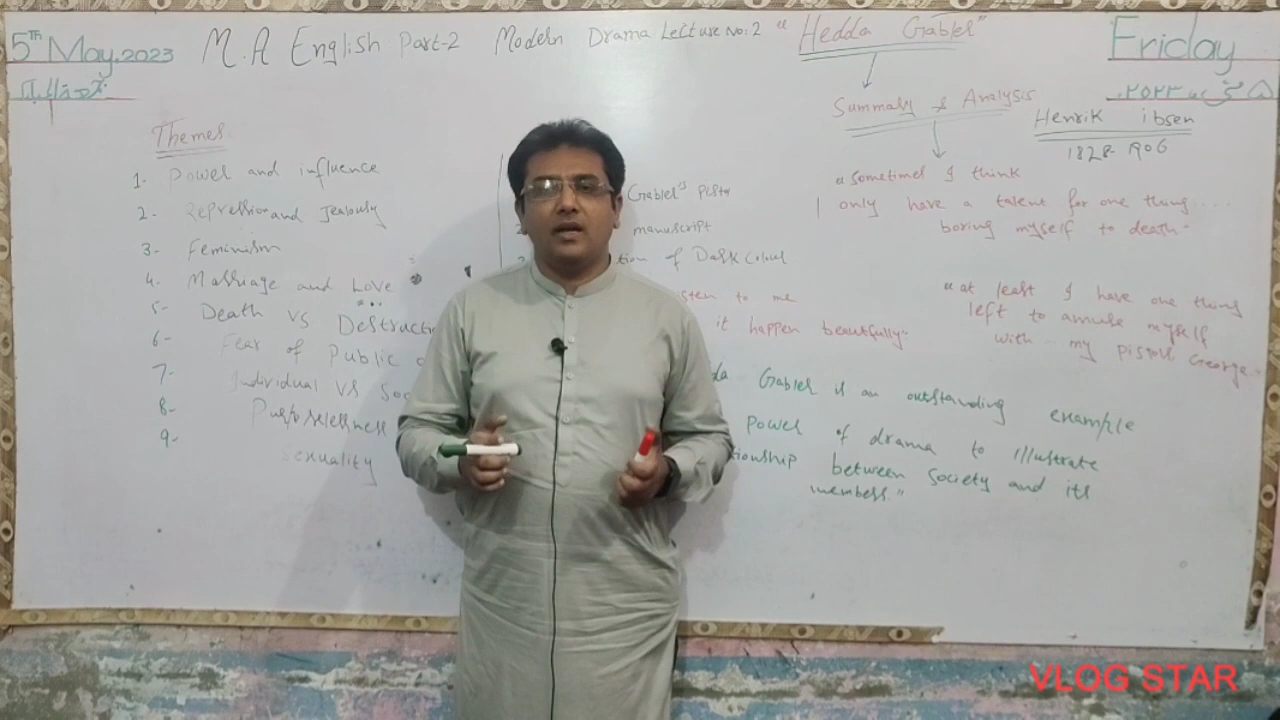 5TH May, 2023
M.A English Part-2 Modern Drama Lecture No: 2 "Hedda Gabler"
Friday
Summary & Analysis
Henrik ibsen
1828-1906
Themes
1- Power and influence
2- Repression and Jealousy
3- Feminism
4- Marriage and Love
5- Death vs Destruct
6- Fear of Public
7- Individual vs Soc
8- Purposelessness
9- exuality
Gabler's
manuscript
tion of Dark Colour
sten to me
it happen beautifully"
"Sometimes I think
I only have a talent for one thing....
boring myself to death"
"at least I have one thing
left to amuse myself
with.. my pistols George
da Gabler is an outstanding example
power of drama to illustrate
tionship between society and its
members."
VLOG STAR